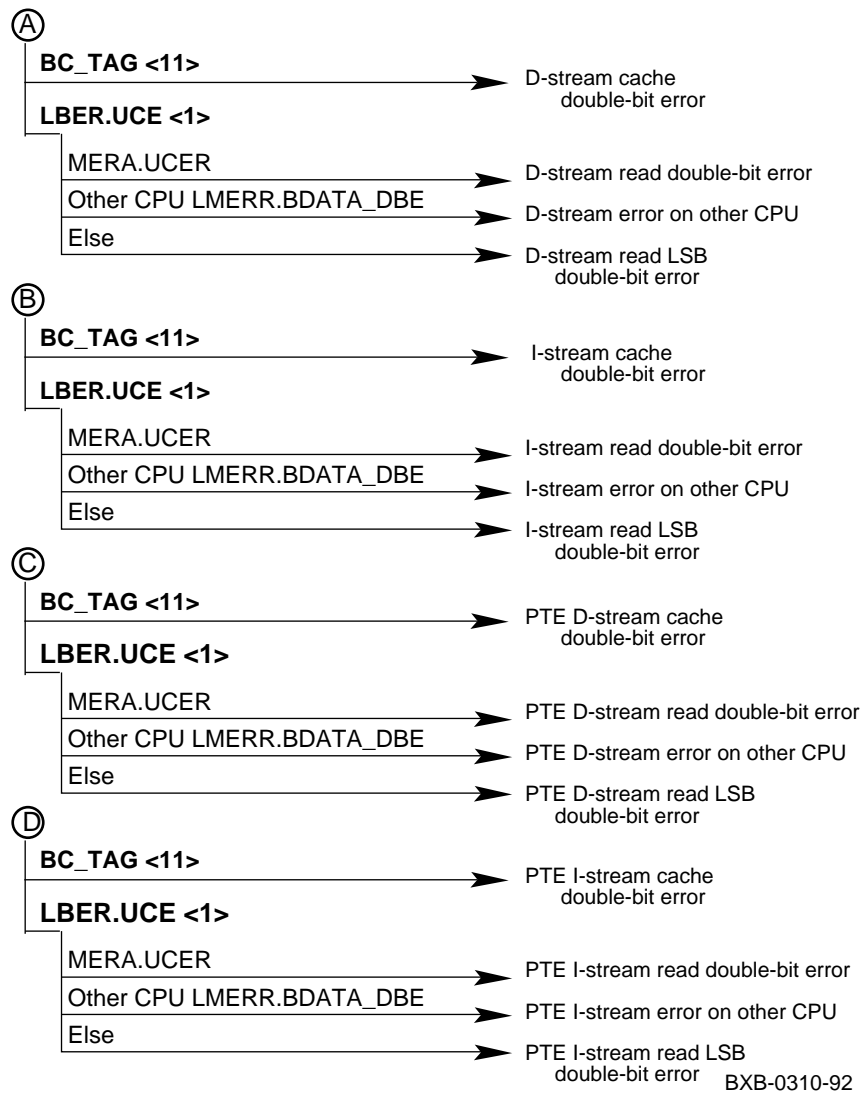 A
BC_TAG <11>
D-stream cache
double-bit error
LBER.UCE <1>
MERA.UCER
D-stream read double-bit error
Other CPU LMERR.BDATA_DBE
D-stream error on other CPU
Else
D-stream read LSB
double-bit error
B
BC_TAG <11>
I-stream cache
double-bit error
LBER.UCE <1>
MERA.UCER
I-stream read double-bit error
Other CPU LMERR.BDATA_DBE
I-stream error on other CPU
Else
I-stream read LSB
double-bit error
C
BC_TAG <11>
PTE D-stream cache
double-bit error
LBER.UCE <1>
MERA.UCER
PTE D-stream read double-bit error
Other CPU LMERR.BDATA_DBE
PTE D-stream error on other CPU
Else
PTE D-stream read LSB
double-bit error
D
BC_TAG <11>
PTE I-stream cache
double-bit error
LBER.UCE <1>
MERA.UCER
PTE I-stream read double-bit error
Other CPU LMERR.BDATA_DBE
PTE I-stream error on other CPU
Else
PTE I-stream read LSB
double-bit error
BXB-0310-92